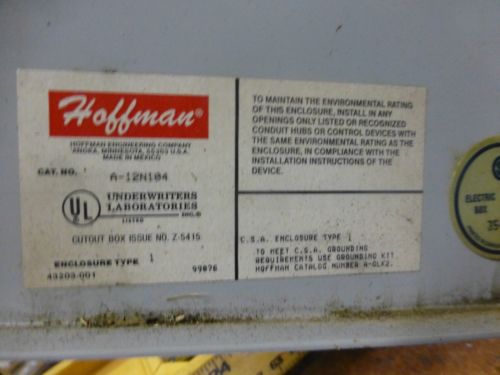 Hoffman®
HOFFMAN ENGINEERING COMPANY
ANOKA, MINNESOTA, 55303 U.S.A.
MADE IN MEXICO
CAT. NO. A-12N104
UL
UNDERWRITERS
LABORATORIES
INC.®
LISTED
CUTOUT BOX ISSUE NO. Z-5415
ENCLOSURE TYPE 1
43203-001
99876
TO MAINTAIN THE ENVIRONMENTAL RATING
OF THIS ENCLOSURE, INSTALL IN ANY
OPENINGS ONLY LISTED OR RECOGNIZED
CONDUIT HUBS OR CONTROL DEVICES WITH
THE SAME ENVIRONMENTAL RATING AS THE
ENCLOSURE, IN COMPLIANCE WITH THE
INSTALLATION INSTRUCTIONS OF THE
DEVICE.
C.S.A. ENCLOSURE TYPE 1
TO MEET C.S.A. GROUNDING
REQUIREMENTS USE GROUNDING KIT
HOFFMAN CATALOG NUMBER A-GLK2.
ELECTRIC
BOX